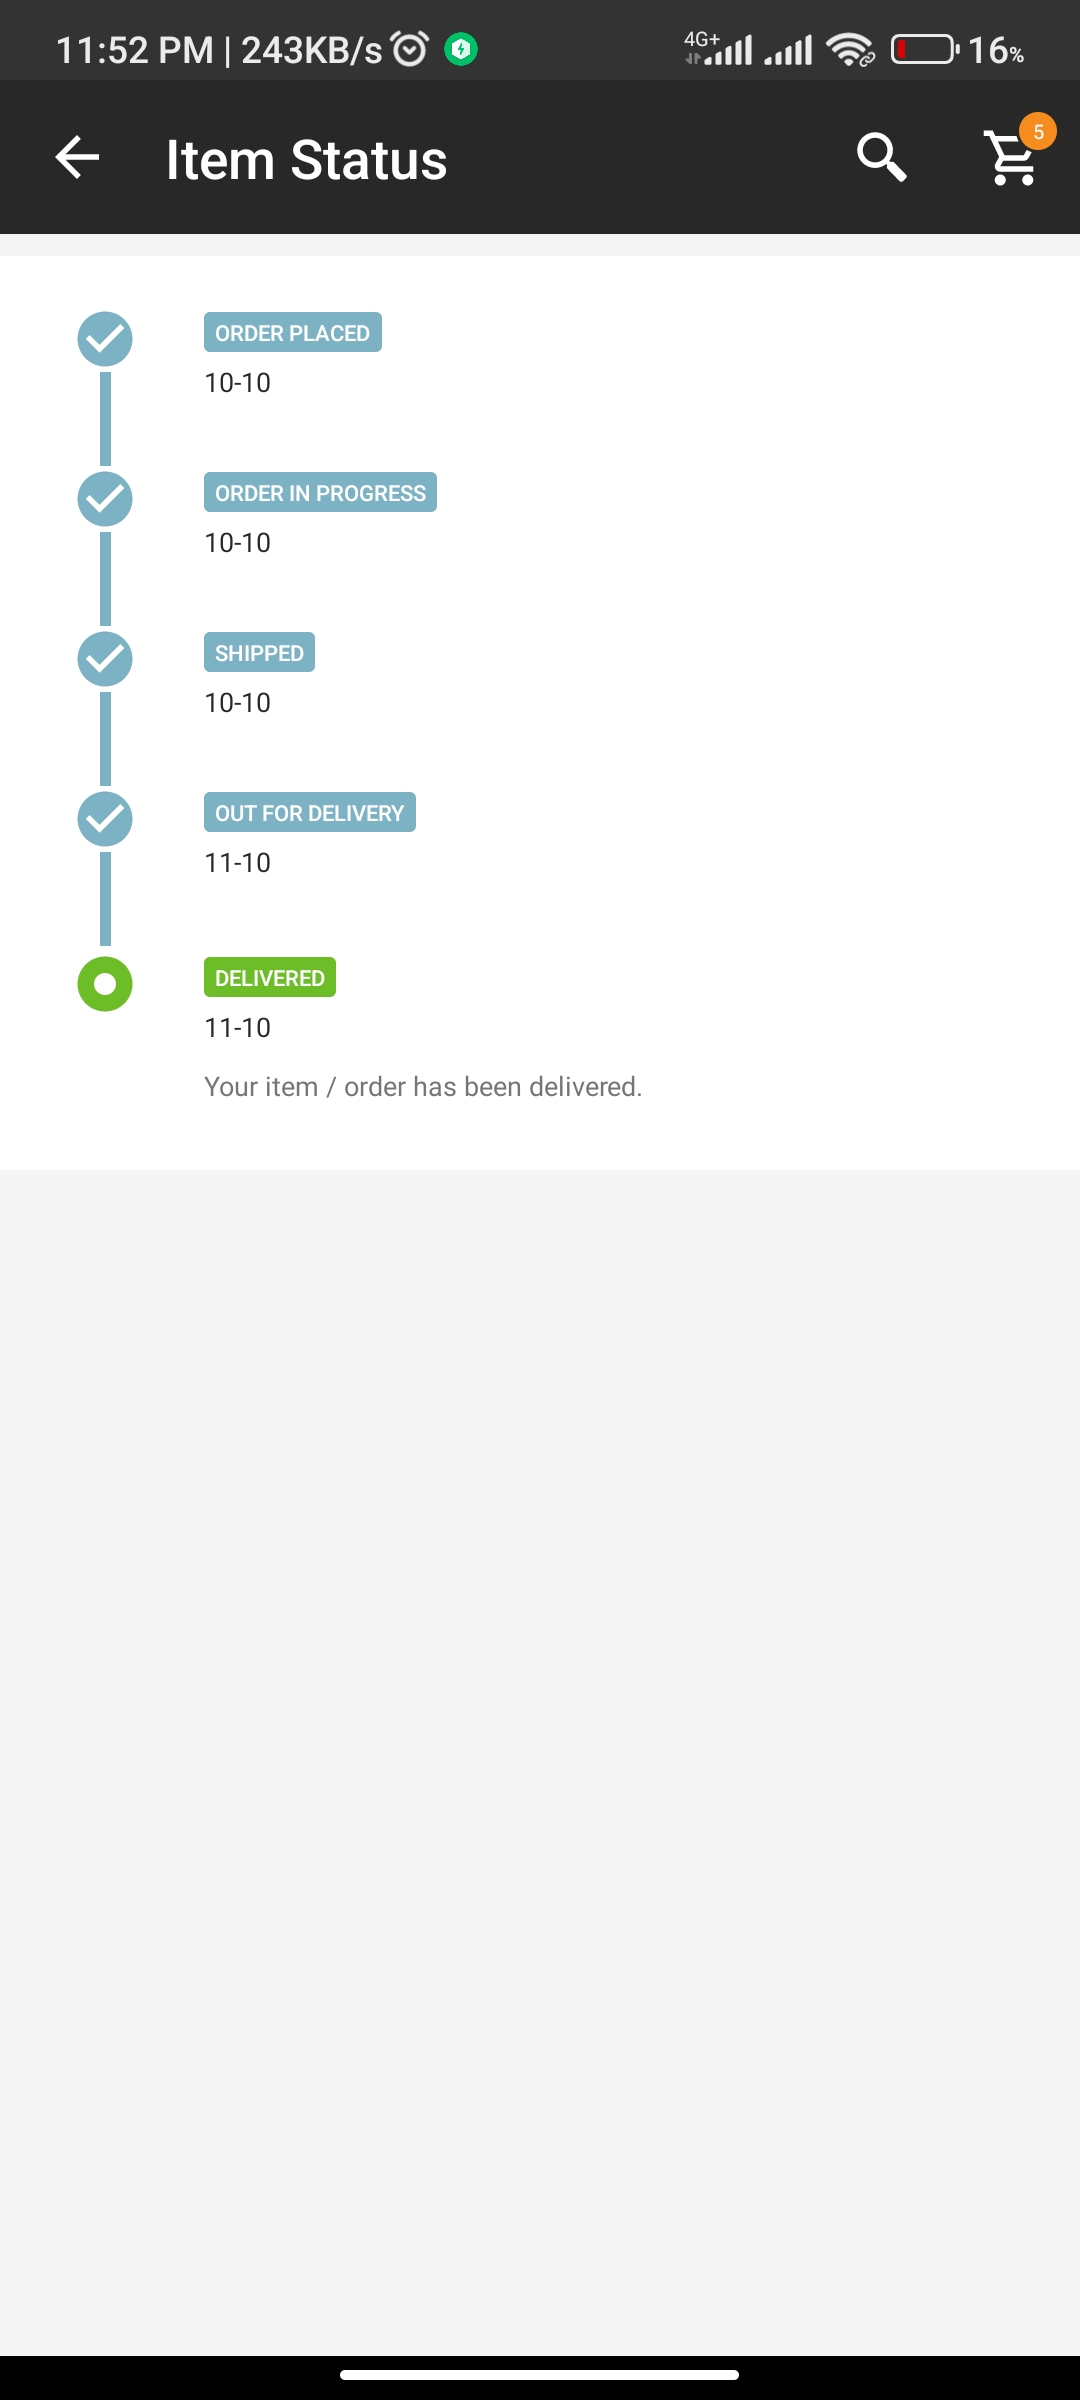 11:52 PM | 243KB/s 4G+ 16%
Item Status 5
ORDER PLACED
10-10
ORDER IN PROGRESS
10-10
SHIPPED
10-10
OUT FOR DELIVERY
11-10
DELIVERED
11-10
Your item / order has been delivered.